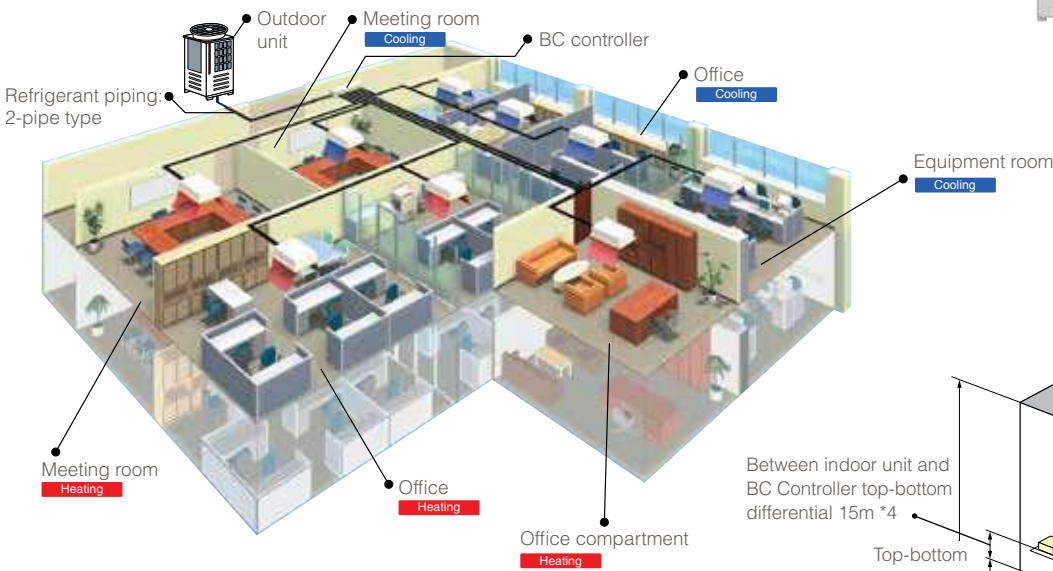 Outdoor
unit
Meeting room
Cooling
BC controller
Office
Cooling
Refrigerant piping:
2-pipe type
Equipment room
Cooling
Meeting room
Heating
Office
Heating
Office compartment
Heating
Between indoor unit and
BC Controller top-bottom
differential 15m *4
Top-bottom